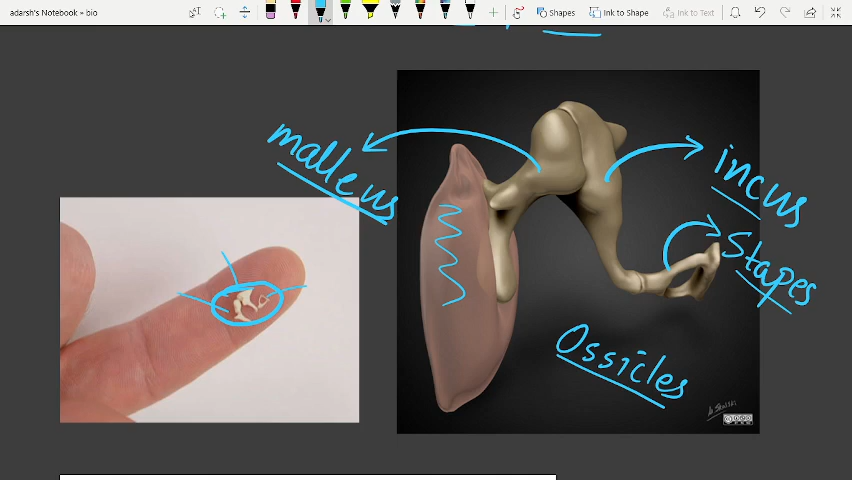 adarsh's Notebook » bio
Shapes
Ink to Shape
Ink to Text
malleus
incus
Stapes
Ossicles